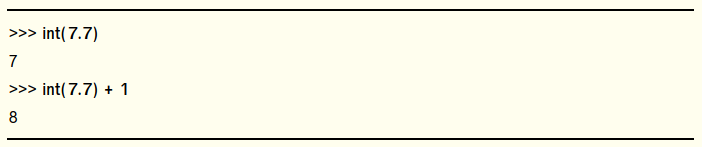 >>> int(7.7)
7
>>> int(7.7) + 1
8